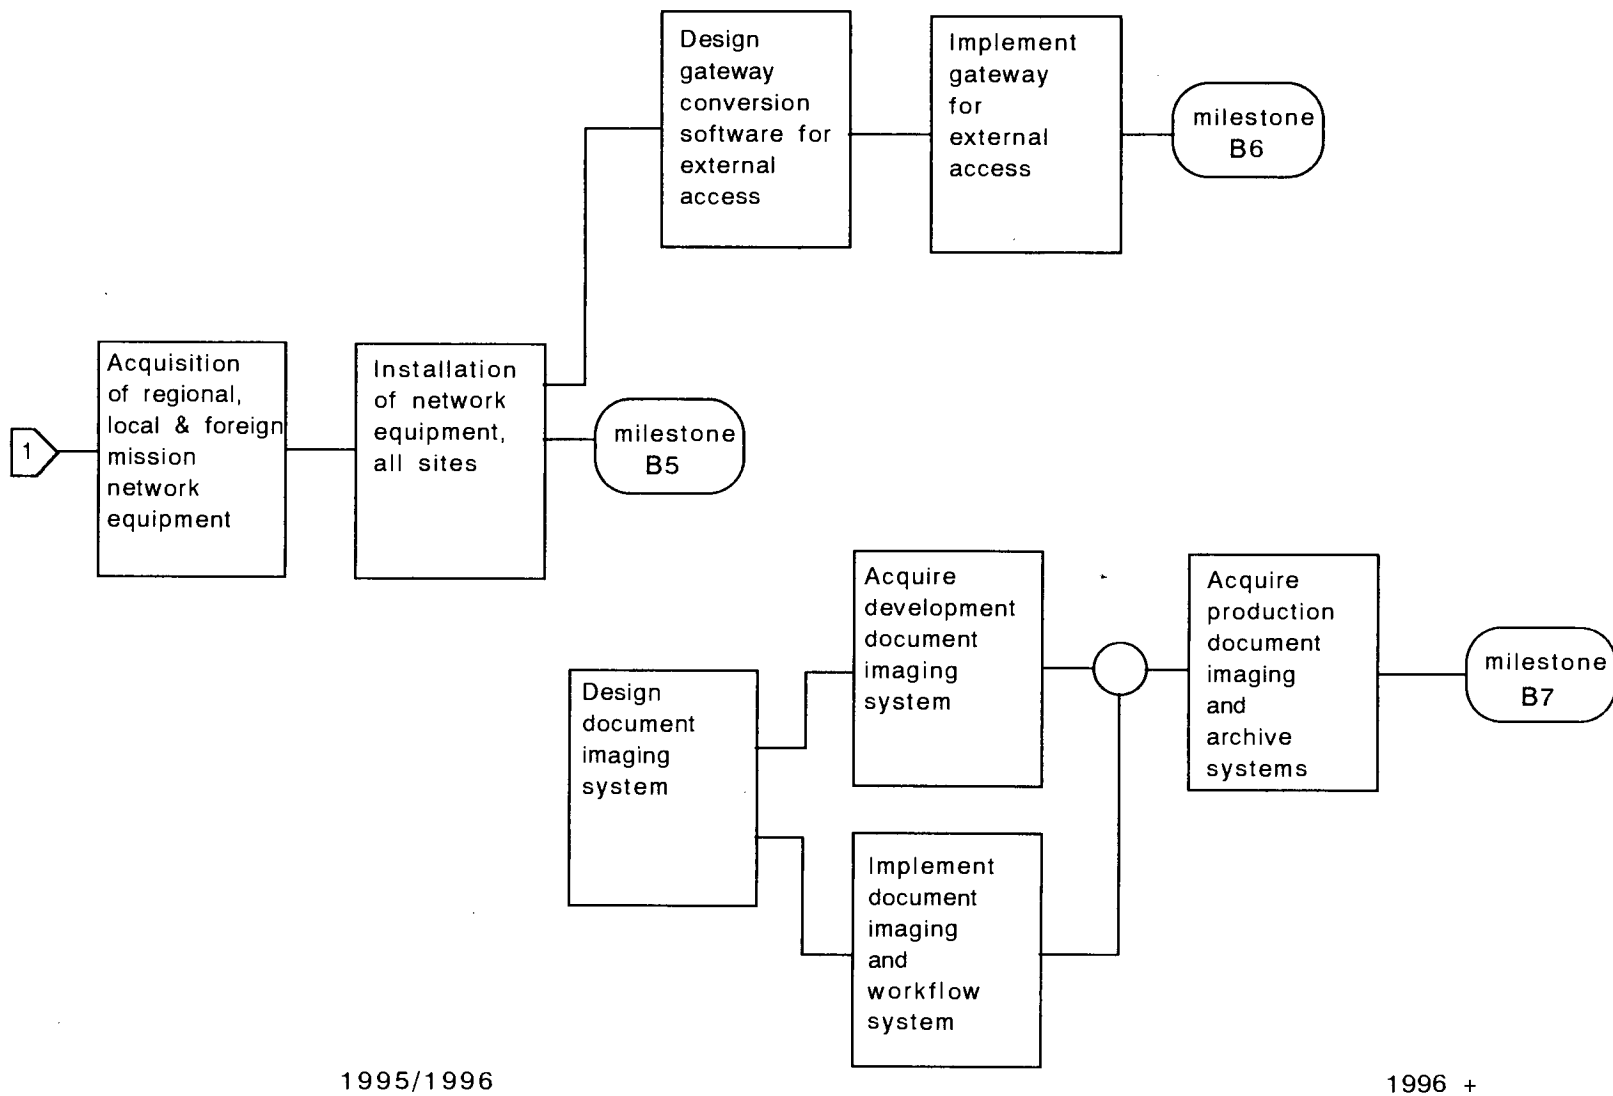 Design
gateway
conversion
software for
external
access
Implement
gateway
for
external
access
milestone
B6
1
Acquisition
of regional,
local & foreign
mission
network
equipment
Installation
of network
equipment,
all sites
milestone
B5
Design
document
imaging
system
Acquire
development
document
imaging
system
Implement
document
imaging
and
workflow
system
Acquire
production
document
imaging
and
archive
systems
milestone
B7
1995/1996
1996 +